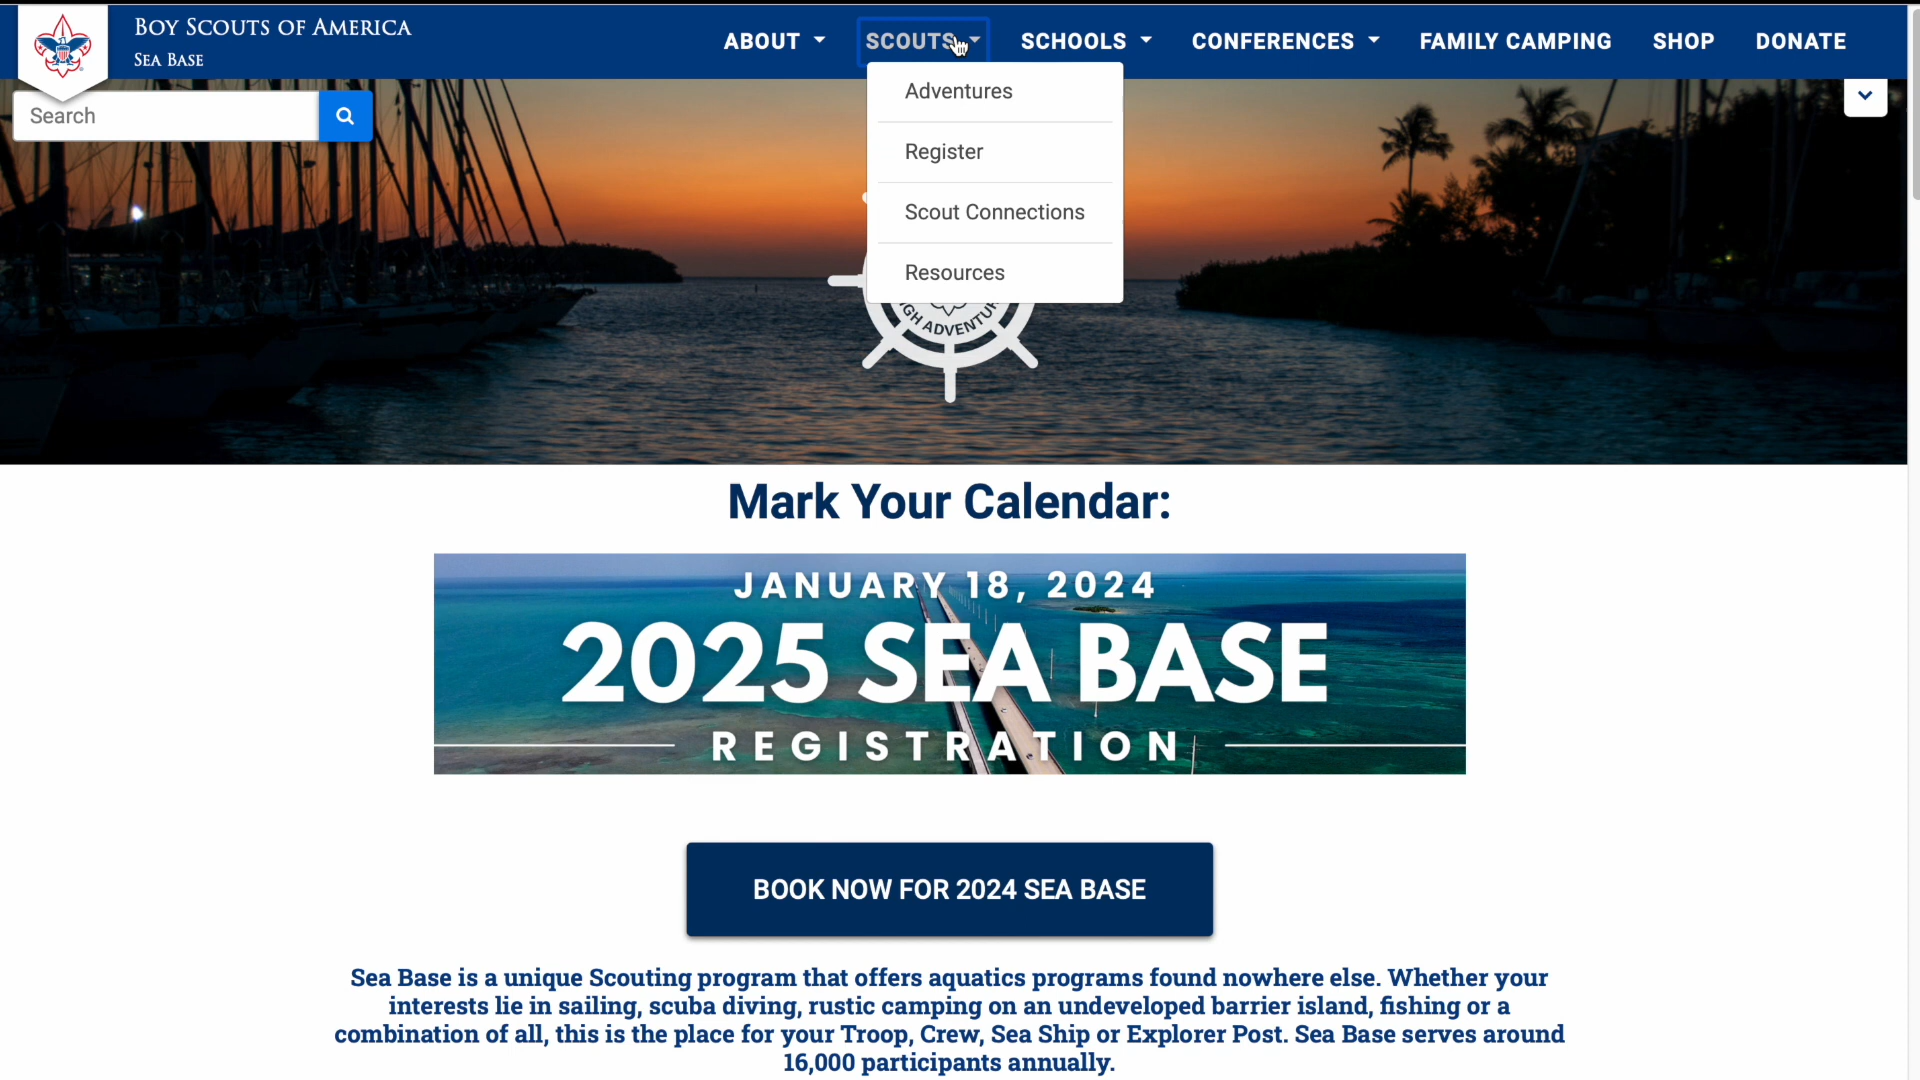 BOY SCOUTS OF AMERICA
SEA BASE
ABOUT
SCOUTS
SCHOOLS
CONFERENCES
FAMILY CAMPING
SHOP
DONATE
Search
Adventures
Register
Scout Connections
Resources
GH ADVENTUR
Mark Your Calendar:
JANUARY 18, 2024
2025 SEA BASE
REGISTRATION
BOOK NOW FOR 2024 SEA BASE
Sea Base is a unique Scouting program that offers aquatics programs found nowhere else. Whether your
interests lie in sailing, scuba diving, rustic camping on an undeveloped barrier island, fishing or a
combination of all, this is the place for your Troop, Crew, Sea Ship or Explorer Post. Sea Base serves around
16,000 participants annually.